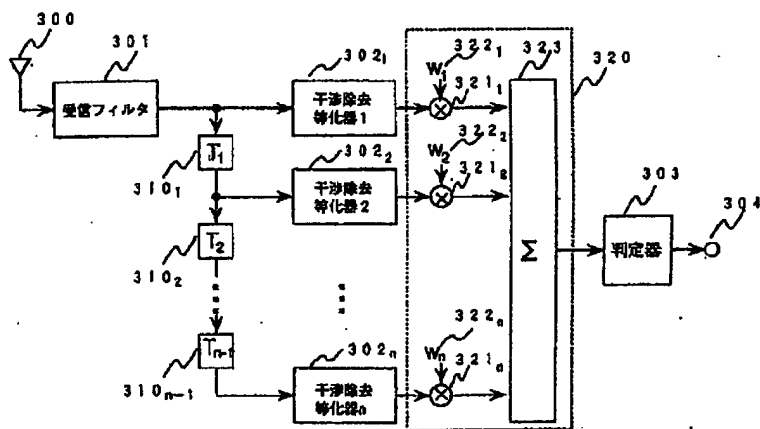 300
301
受信フィルタ
302₁
干渉除去
等化器1
W₁
322₁
321₁
323
320
T₁
310₁
302₂
干渉除去
等化器2
W₂
322₂
321₂
T₂
310₂
Σ
303
判定器
304
Tₙ₋₁
310ₙ₋₁
302ₙ
干渉除去
等化器n
Wₙ
322ₙ
321ₙ